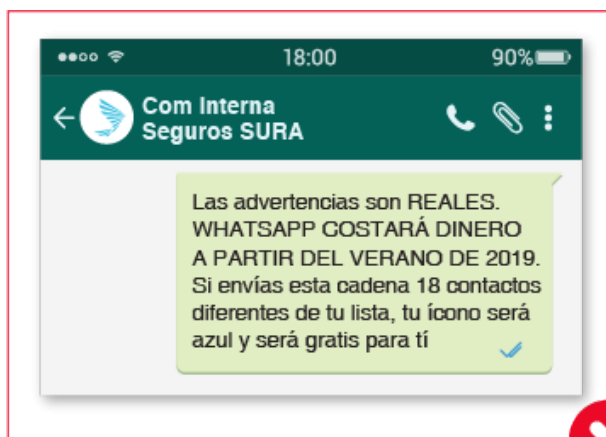 18:00
90%
Com Interna
Seguros SURA
Las advertencias son REALES.
WHATSAPP COSTARÁ DINERO
A PARTIR DEL VERANO DE 2019.
Si envías esta cadena 18 contactos
diferentes de tu lista, tu ícono será
azul y será gratis para tí